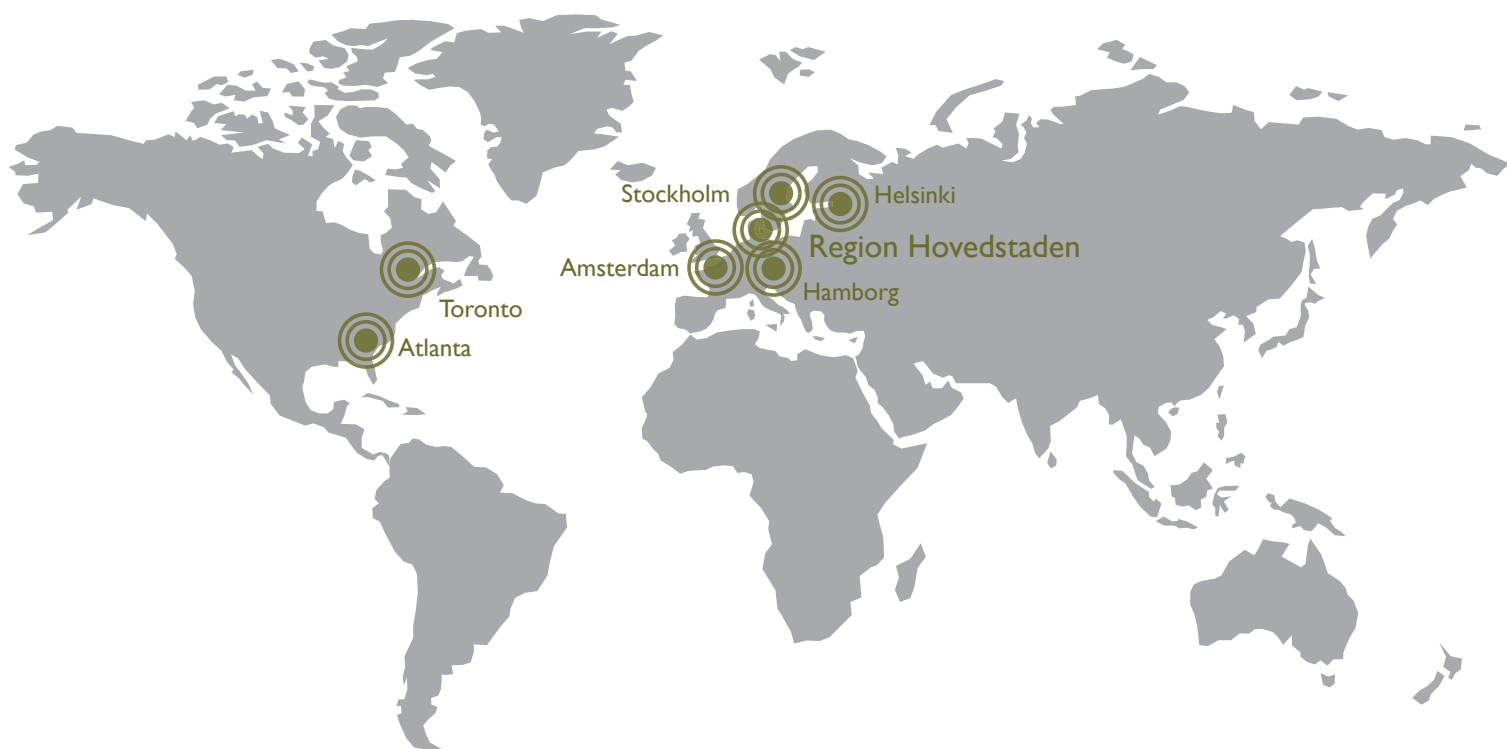 Stockholm
Helsinki
Region Hovedstaden
Amsterdam
Hamborg
Toronto
Atlanta